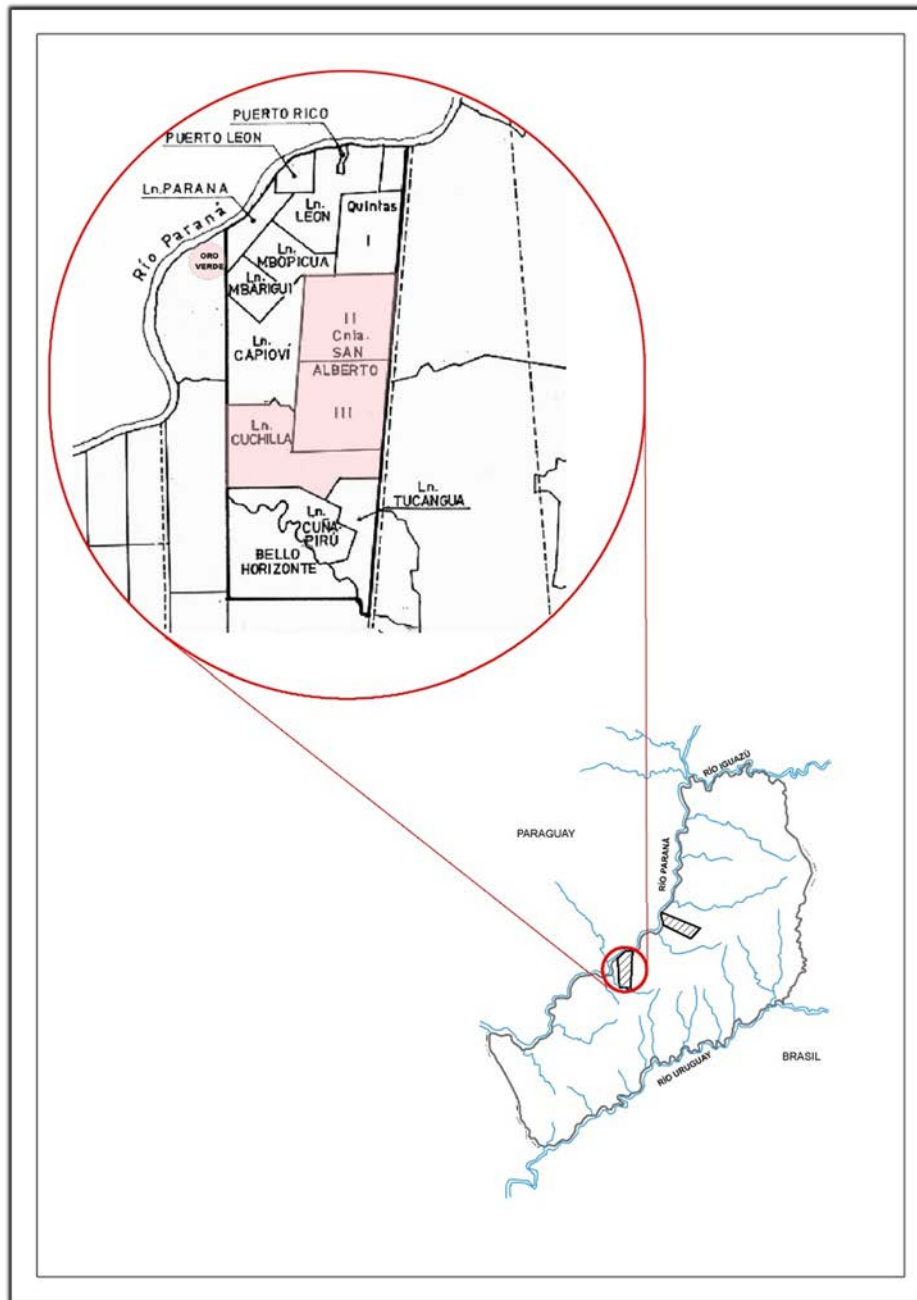 PUERTO RICO
PUERTO LEON
Ln. PARANA
Río Paraná
Ln.
LEON
Quintas
I
ORO
VERDE
Ln.
MBOPICUA
Ln.
MBARIGUI
II
Cnia.
SAN
ALBERTO
III
Ln.
CAPIOVÍ
Ln.
CUCHILLA
Ln.
TUCANGUA
Ln.
CUÑA-
PIRÚ
BELLO
HORIZONTE
RÍO IGUAZÚ
PARAGUAY
RÍO PARANÁ
RÍO URUGUAY
BRASIL